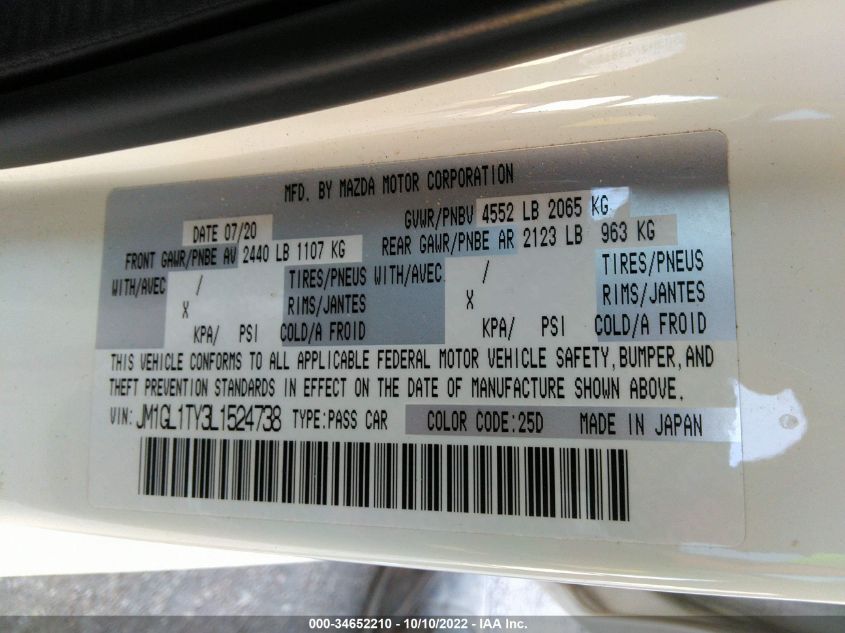 MFD. BY MAZDA MOTOR CORPORATION
DATE 07/20 GVWR/PNBV 4552 LB 2065 KG
FRONT GAWR/PNBE AV 2440 LB 1107 KG REAR GAWR/PNBE AR 2123 LB 963 KG
WITH/AVEC / TIRES/PNEUS WITH/AVEC / TIRES/PNEUS
X RIMS/JANTES X RIMS/JANTES
KPA/ PSI COLD/A FROID KPA/ PSI COLD/A FROID
THIS VEHICLE CONFORMS TO ALL APPLICABLE FEDERAL MOTOR VEHICLE SAFETY, BUMPER, AND
THEFT PREVENTION STANDARDS IN EFFECT ON THE DATE OF MANUFACTURE SHOWN ABOVE.
VIN: JM1GL1TY3L1524738 TYPE: PASS CAR COLOR CODE: 25D MADE IN JAPAN
000-34652210 - 10/10/2022 - IAA Inc.